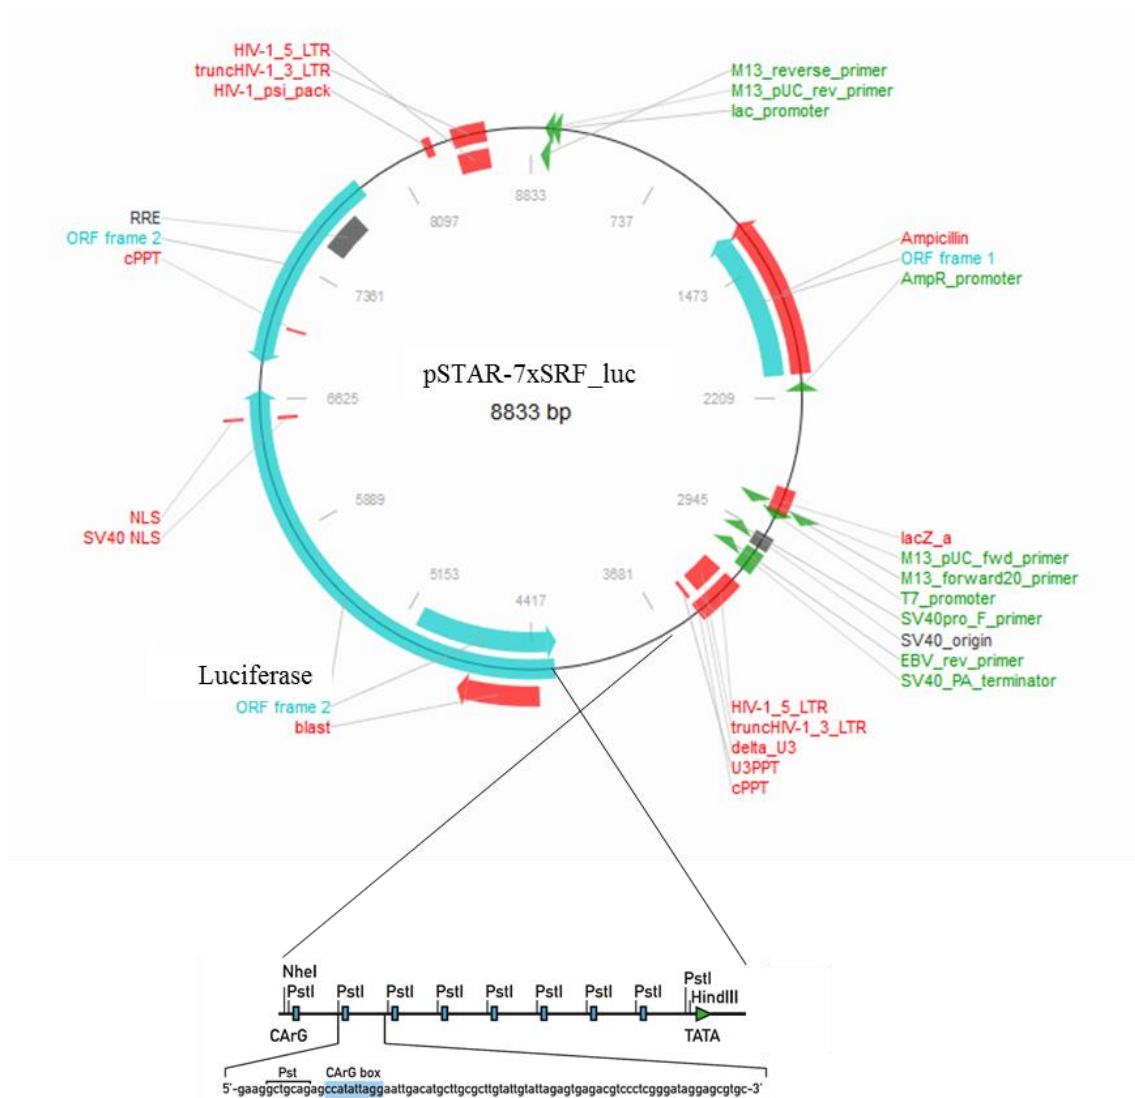 HIV-1_5_LTR
truncHIV-1_3_LTR
HIV-1_psi_pack
M13_reverse_primer
M13_pUC_rev_primer
lac_promoter
8833
8097
737
RRE
ORF frame 2
cPPT
Ampicillin
ORF frame 1
AmpR_promoter
7361
1473
pSTAR-7xSRF_luc
8833 bp
6625
2209
NLS
SV40 NLS
5889
2945
lacZ_a
M13_pUC_fwd_primer
M13_forward20_primer
T7_promoter
SV40pro_F_primer
SV40_origin
EBV_rev_primer
SV40_PA_terminator
5153
3681
4417
Luciferase
ORF frame 2
blast
HIV-1_5_LTR
truncHIV-1_3_LTR
delta_U3
U3PPT
cPPT
NheI
PstI PstI PstI PstI PstI PstI PstI PstI PstI
HindIII
CArG
TATA
Pst CArG box
5'-gaaggctgcagagccatattaggaattgacatgcttgcgcttgtattgtattagagtgagacgtccctcgggataggagcgtgc-3'